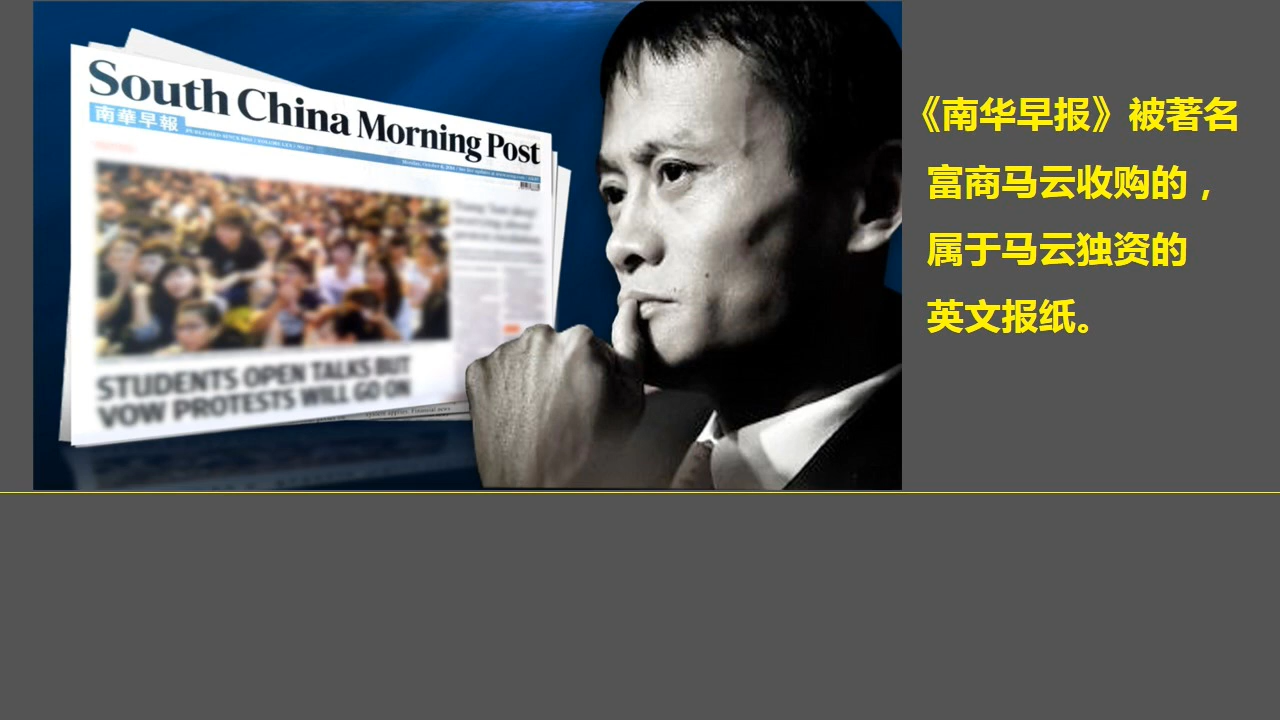 South China Morning Post
南華早報
STUDENTS OPEN TALKS BUT
VOW PROTESTS WILL GO ON
《南华早报》被著名
富商马云收购的，
属于马云独资的
英文报纸。